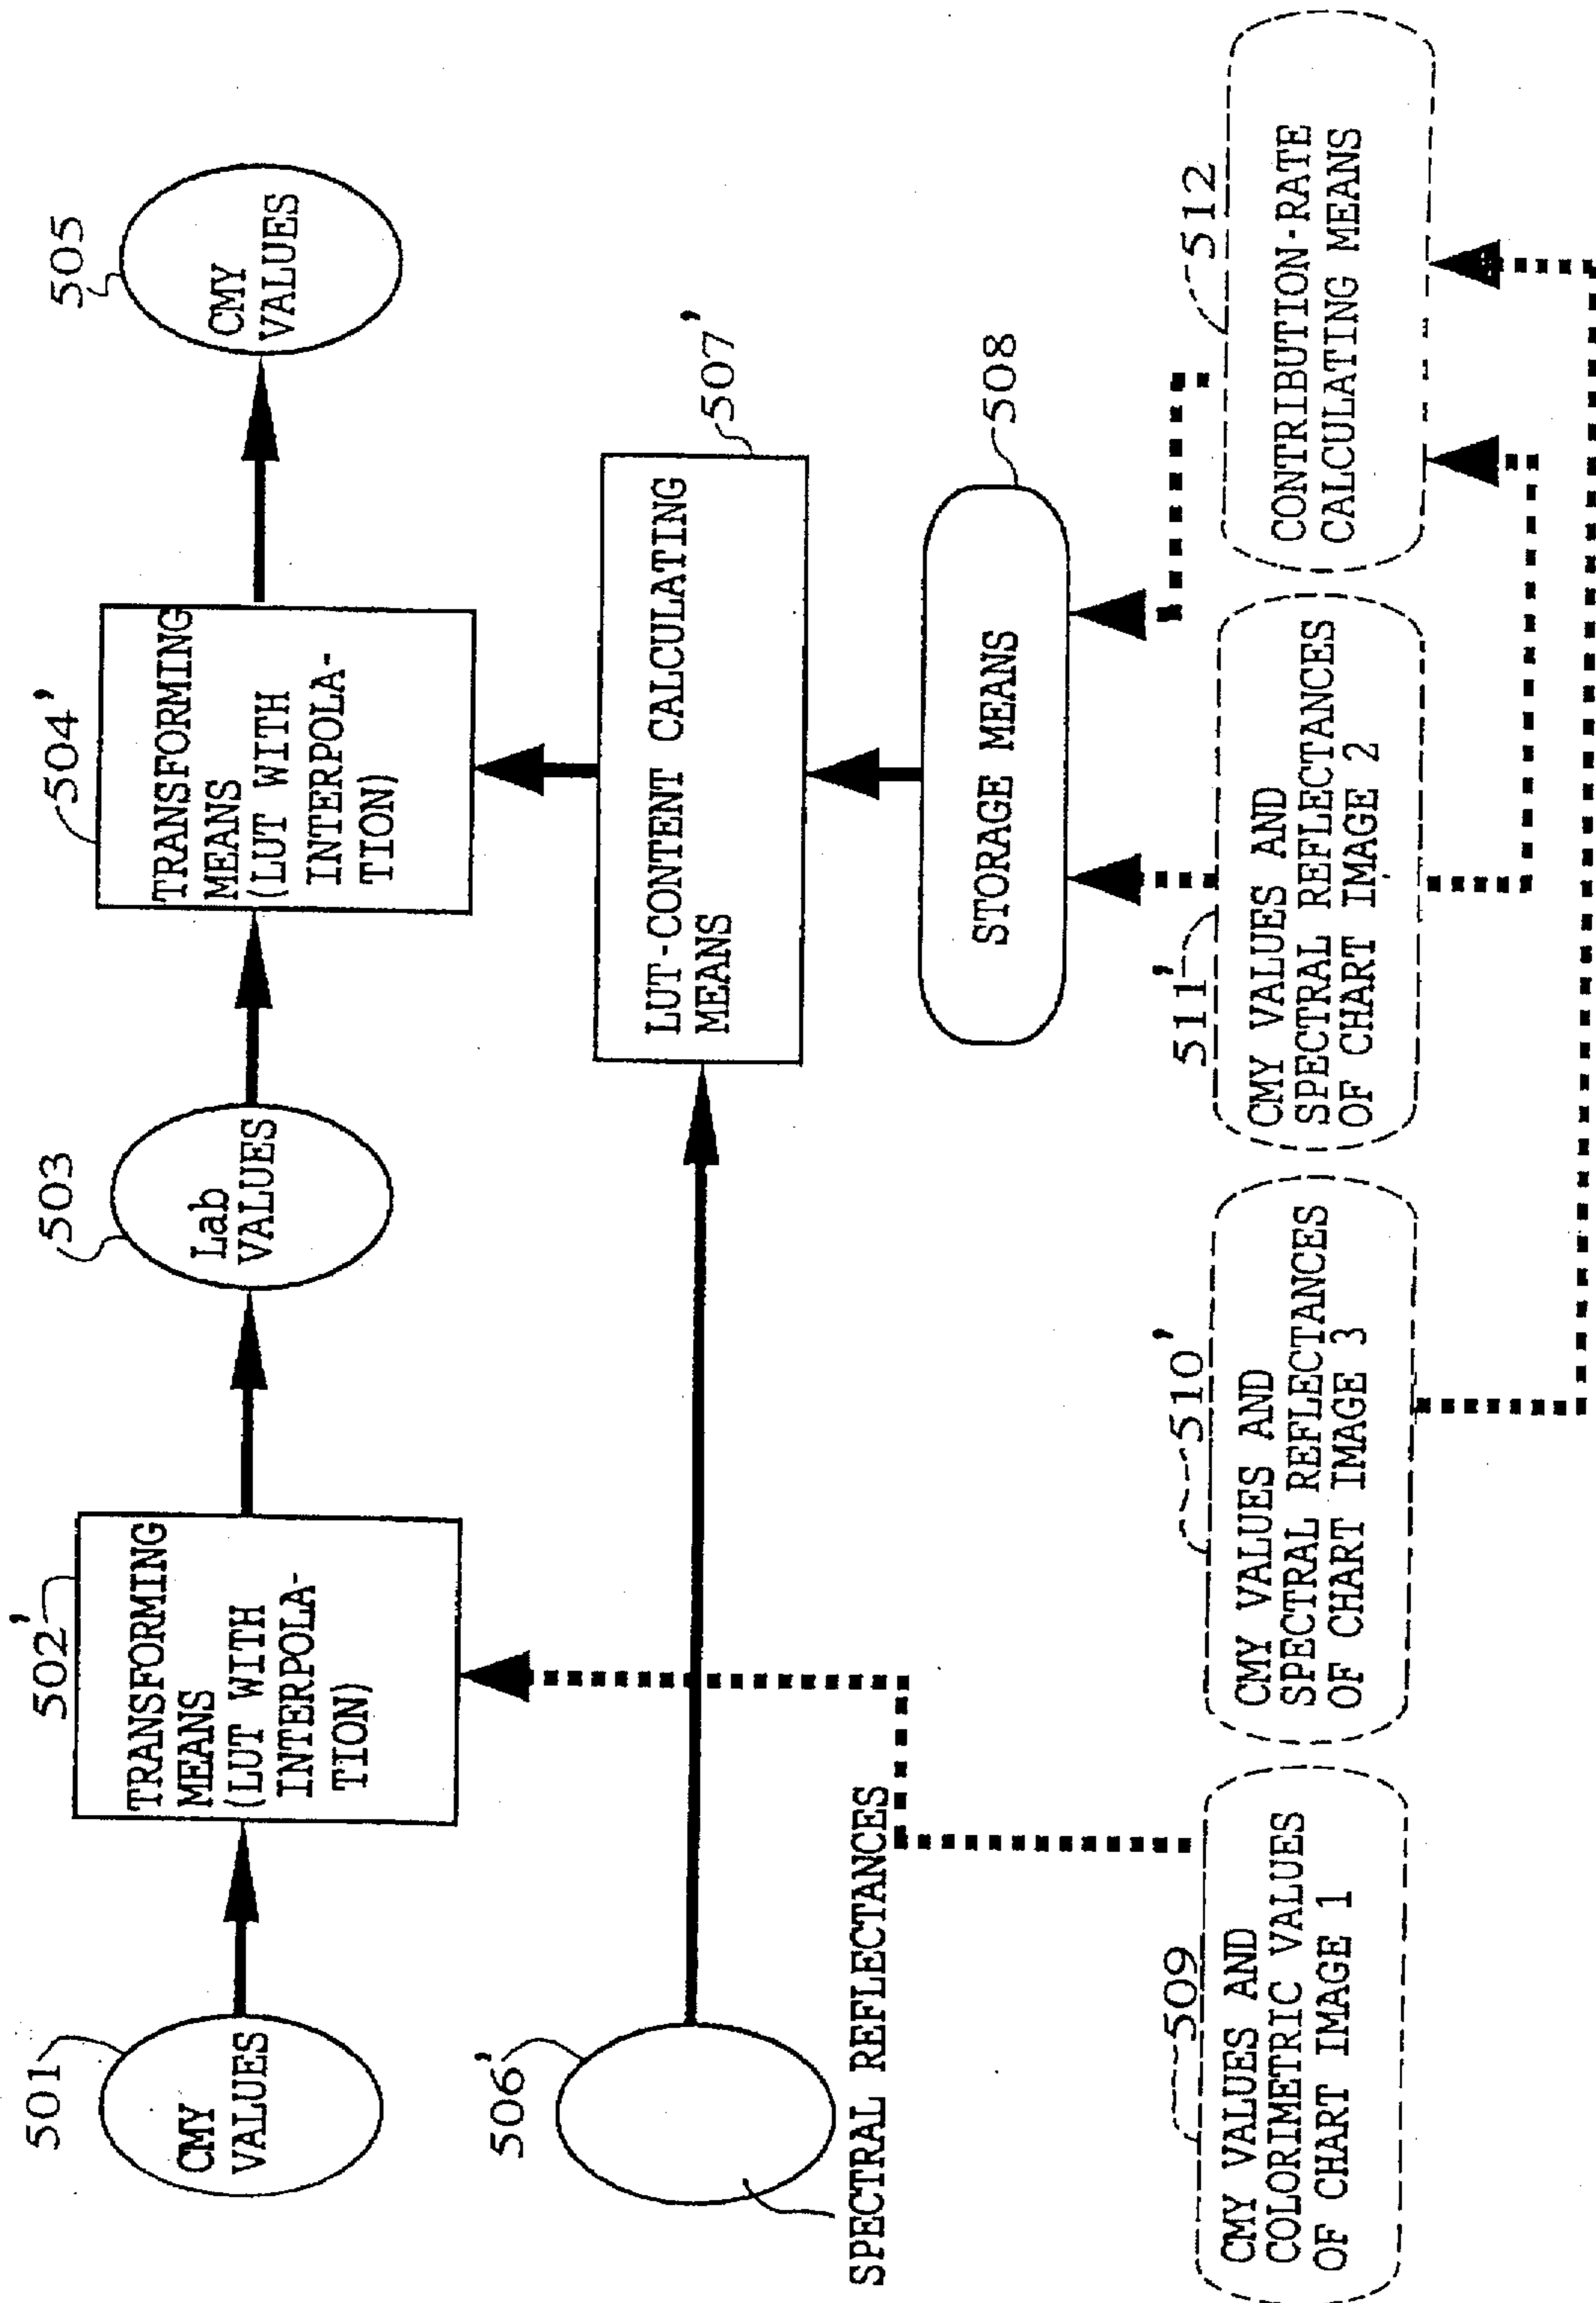 501
CMY
VALUES
502'
TRANSFORMING
MEANS
(LUT WITH
INTERPOLA-
TION)
503
Lab
VALUES
504'
TRANSFORMING
MEANS
(LUT WITH
INTERPOLA-
TION)
505
CMY
VALUES
506'
SPECTRAL REFLECTANCES
507'
LUT-CONTENT CALCULATING
MEANS
508
STORAGE MEANS
509
CMY VALUES AND
COLORIMETRIC VALUES
OF CHART IMAGE 1
510'
CMY VALUES AND
SPECTRAL REFLECTANCES
OF CHART IMAGE 3
511'
CMY VALUES AND
SPECTRAL REFLECTANCES
OF CHART IMAGE 2
512
CONTRIBUTION-RATE
CALCULATING MEANS